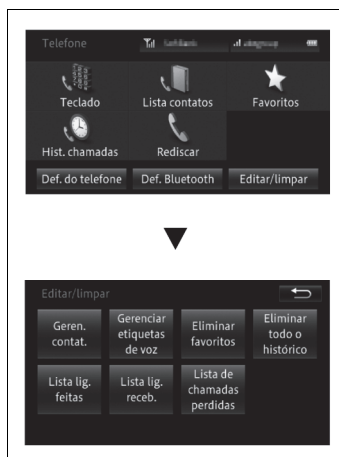 Telefone
Teclado
Lista contatos
Favoritos
Hist. chamadas
Rediscar
Def. do telefone
Def. Bluetooth
Editar/limpar
Editar/limpar
Geren.
contat.
Gerenciar
etiquetas
de voz
Eliminar
favoritos
Eliminar
todo o
histórico
Lista lig.
feitas
Lista lig.
receb.
Lista de
chamadas
perdidas